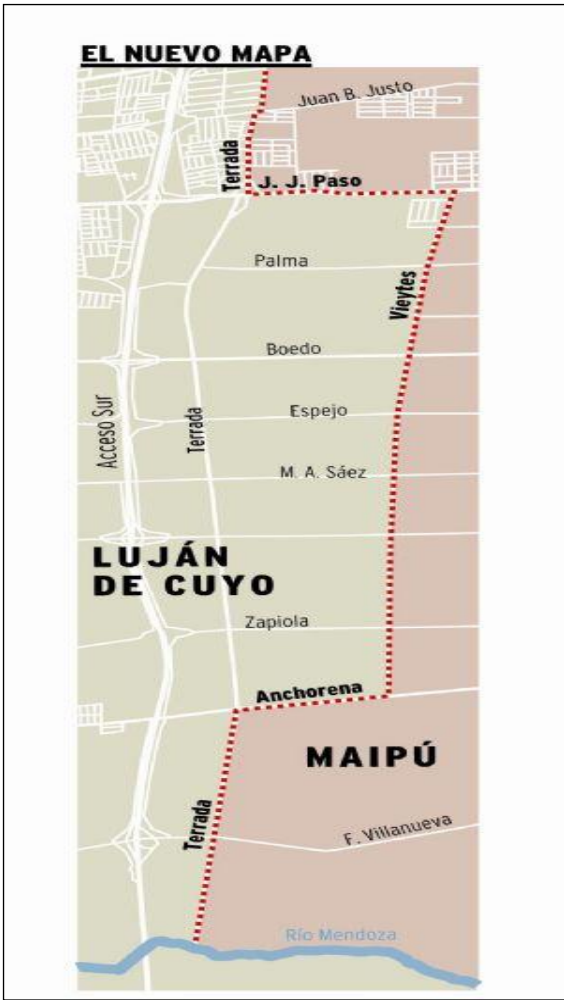 EL NUEVO MAPA
Juan B. Justo
Terrada
J. J. Paso
Palma
Vieytes
Boedo
Acceso Sur
Terrada
Espejo
M. A. Sáez
LUJÁN
DE CUYO
Zapiola
Anchorena
MAIPÚ
Terrada
F. Villanueva
Río Mendoza